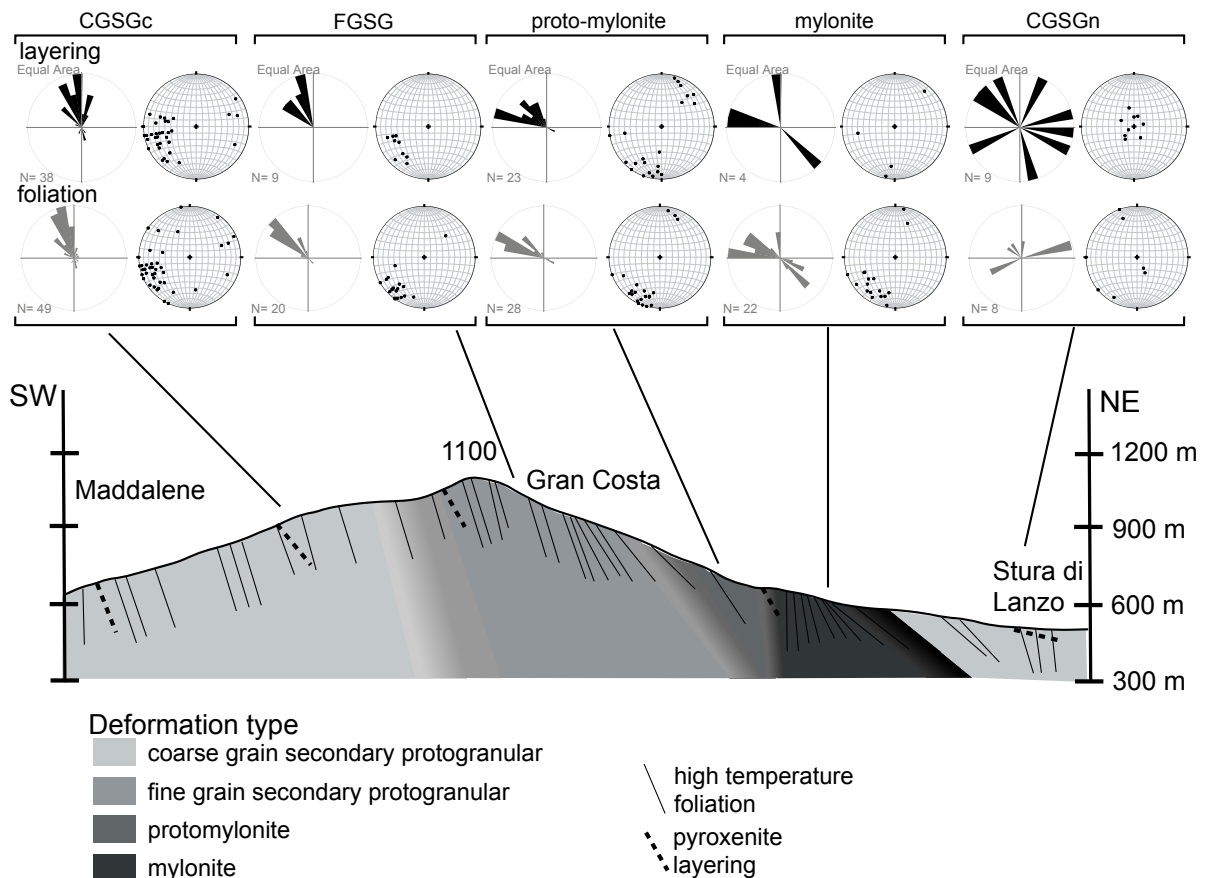 CGSGc FGSG proto-mylonite mylonite CGSGn
layering
Equal Area Equal Area Equal Area Equal Area Equal Area
N= 38 N= 9 N= 23 N= 4 N= 9
foliation
N= 49 N= 20 N= 28 N= 22 N= 8
SW NE
1100 1200 m
Maddalene Gran Costa
900 m
Stura di
Lanzo 600 m
300 m
Deformation type
coarse grain secondary protogranular
fine grain secondary protogranular
protomylonite
mylonite
high temperature
foliation
pyroxenite
layering